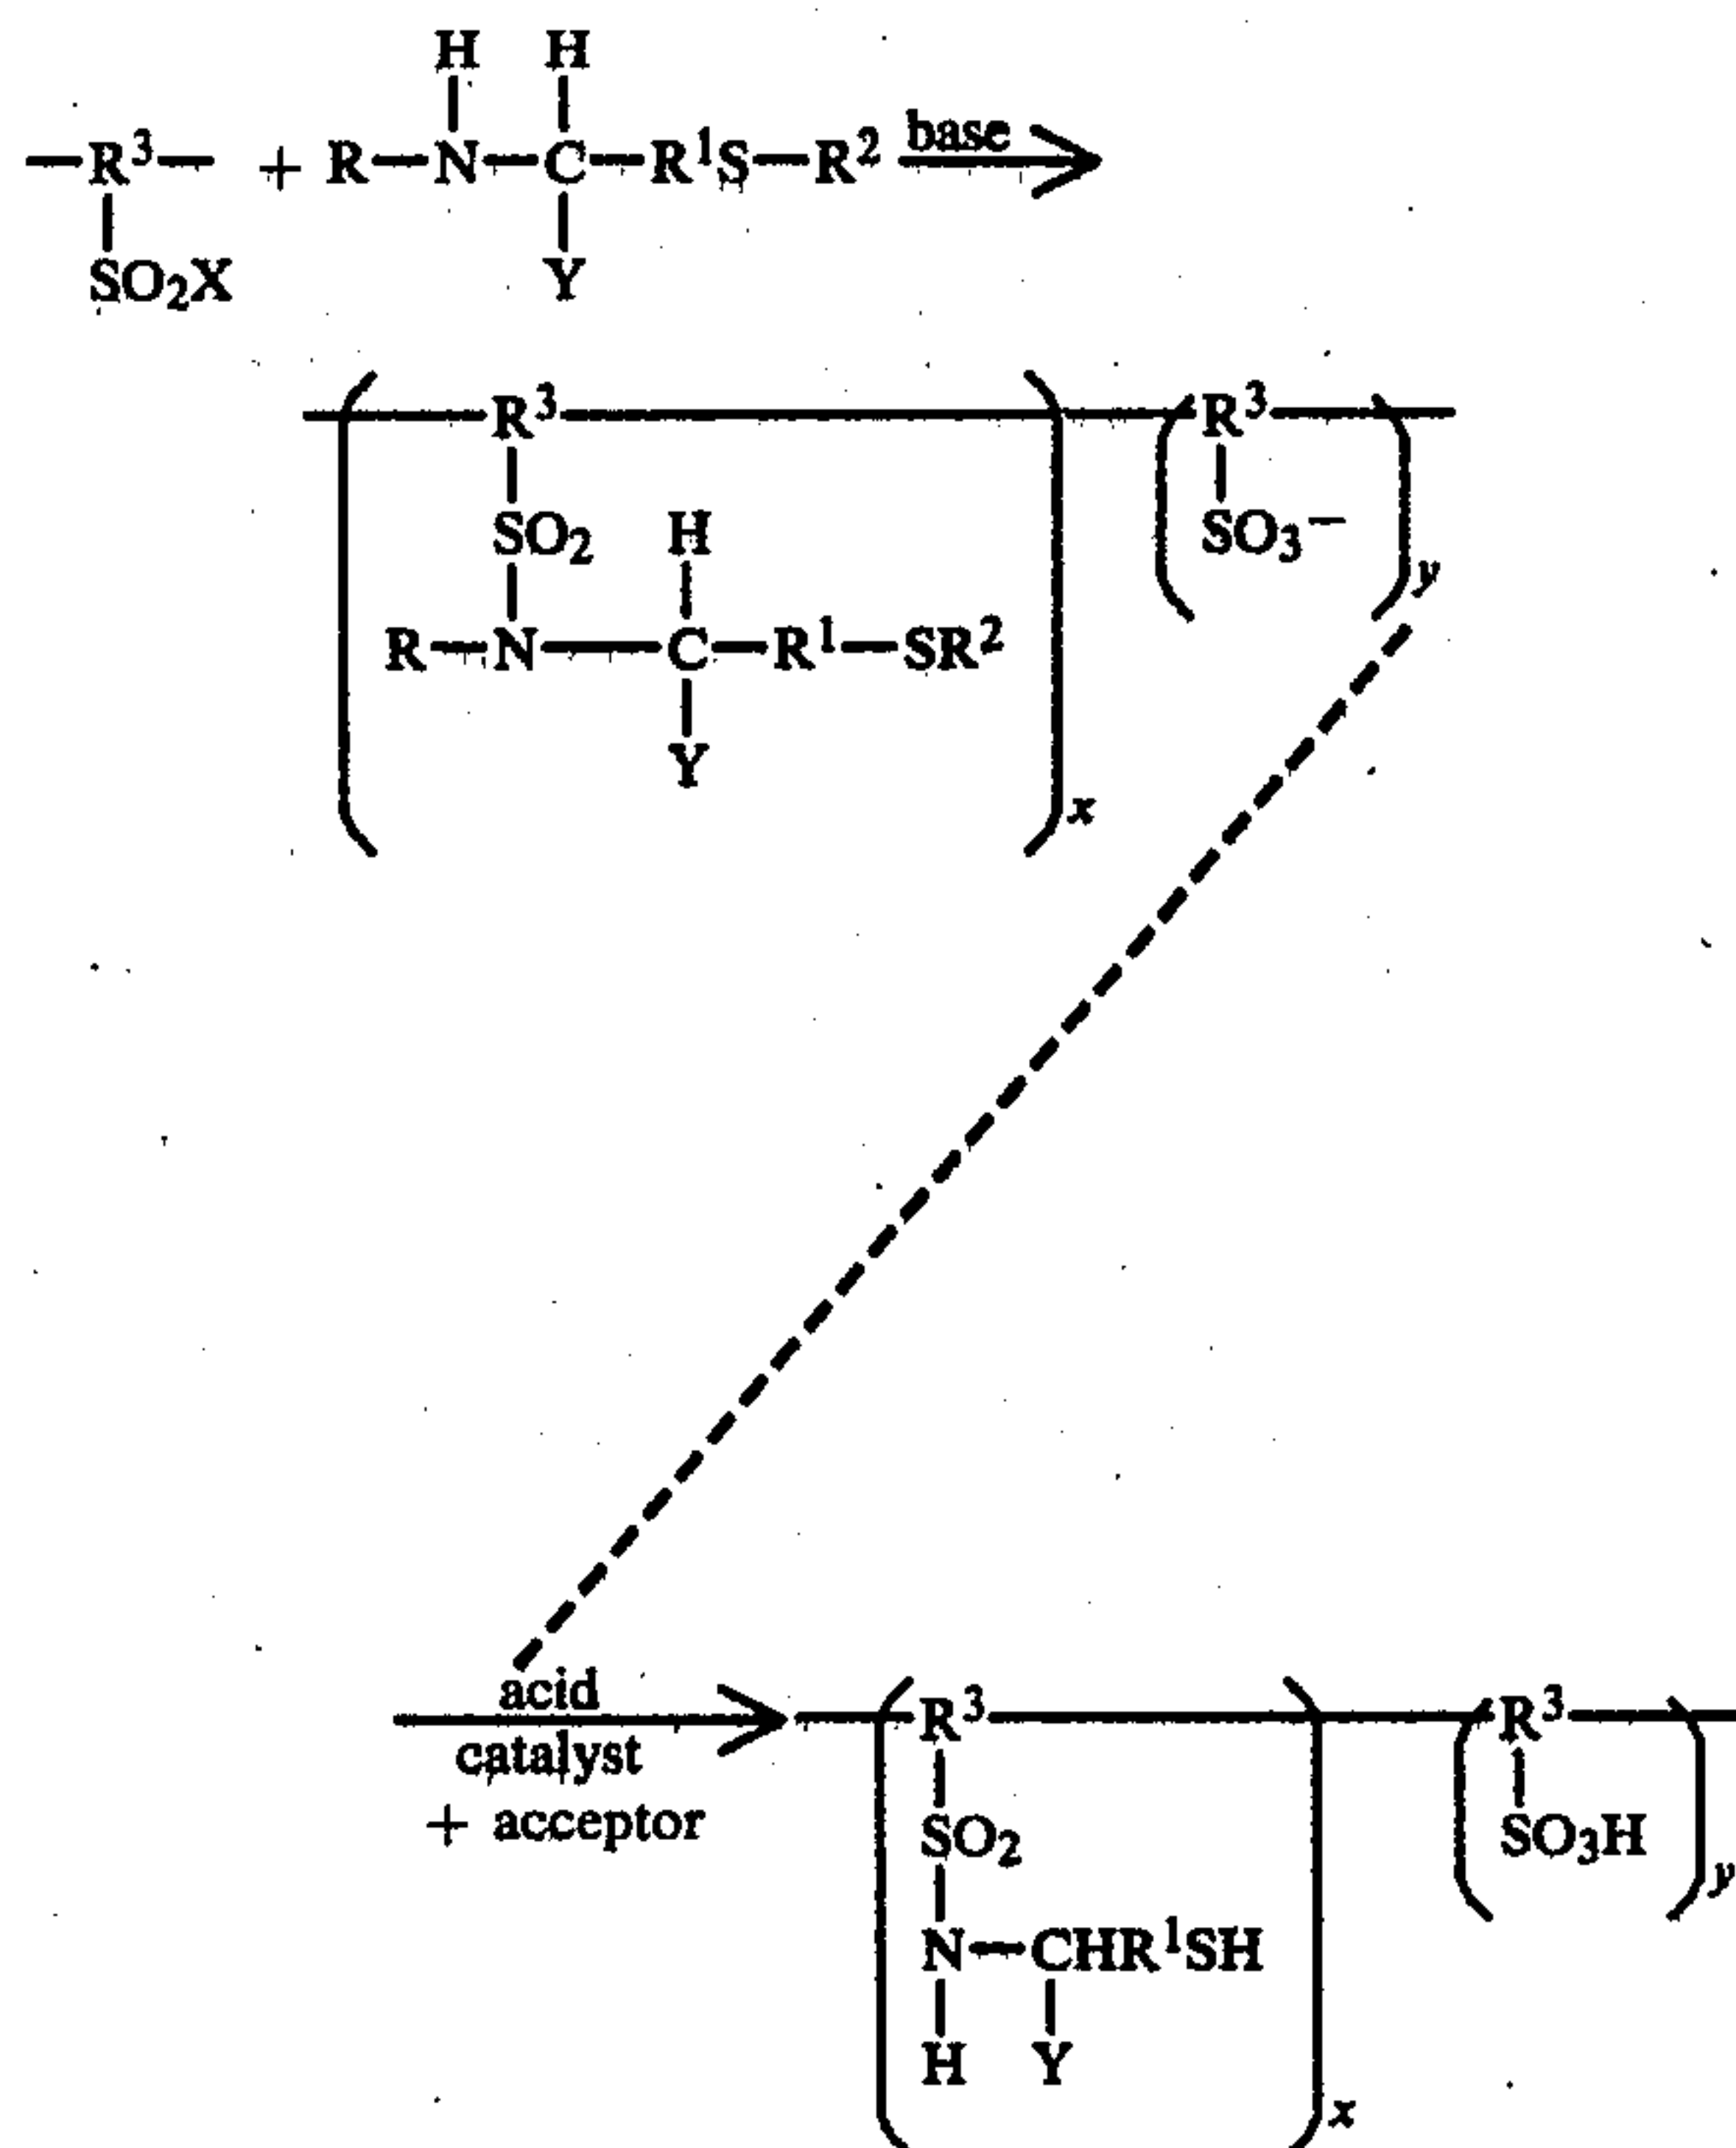 H H
—R³— + R—N—C—R¹S—R² base
SO₂X Y
R³ R³
SO₂ H SO₃⁻
y
R—N—C—R¹—SR²
Y
x
acid
R³ R³
catalyst
+ acceptor SO₂ SO₃H
y
N—CHR¹SH
H Y
x